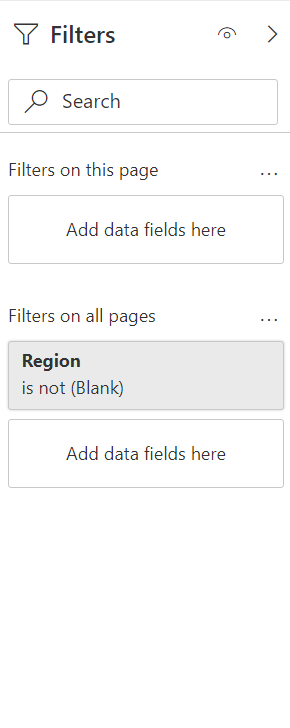 Filters
Search
Filters on this page
...
Add data fields here
Filters on all pages
...
Region
is not (Blank)
Add data fields here